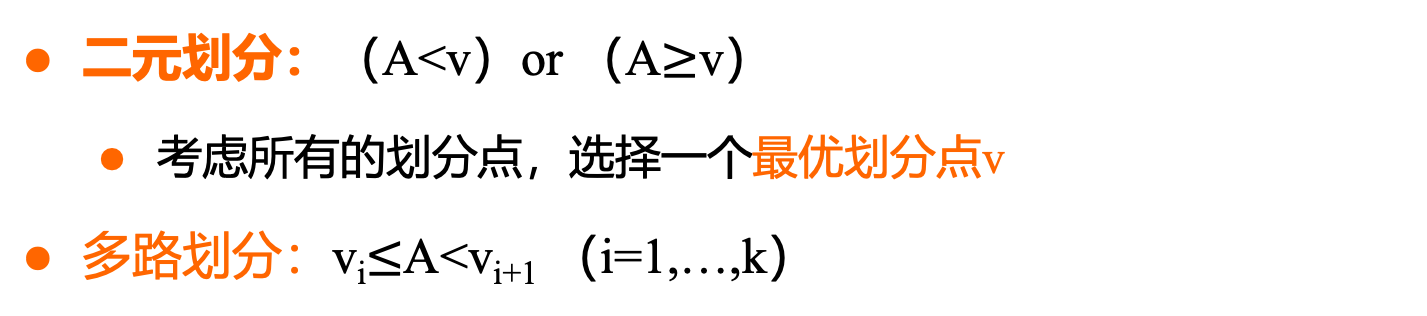 ● 二元划分：（A<v）or （A≥v）
● 考虑所有的划分点，选择一个最优划分点v
● 多路划分：vᵢ≤A<vᵢ₊₁ （i=1,…,k）